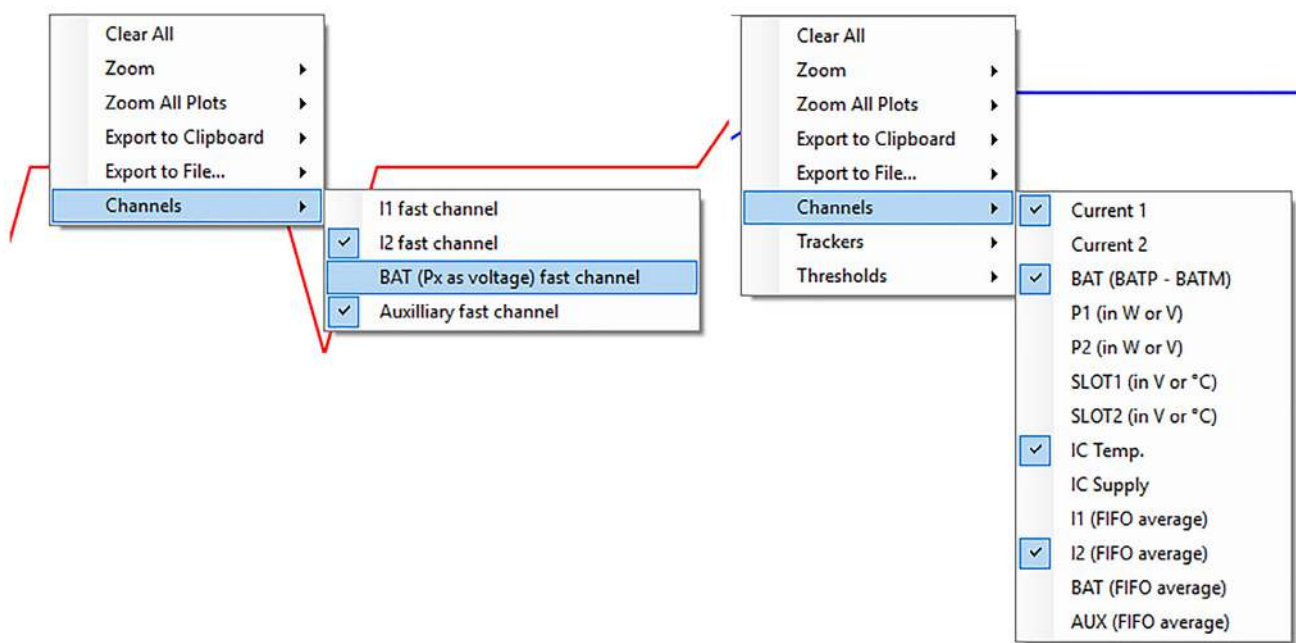 Clear All
Zoom
Zoom All Plots
Export to Clipboard
Export to File...
Channels
I1 fast channel
I2 fast channel
BAT (Px as voltage) fast channel
Auxilliary fast channel
Clear All
Zoom
Zoom All Plots
Export to Clipboard
Export to File...
Channels
Trackers
Thresholds
Current 1
Current 2
BAT (BATP - BATM)
P1 (in W or V)
P2 (in W or V)
SLOT1 (in V or °C)
SLOT2 (in V or °C)
IC Temp.
IC Supply
I1 (FIFO average)
I2 (FIFO average)
BAT (FIFO average)
AUX (FIFO average)